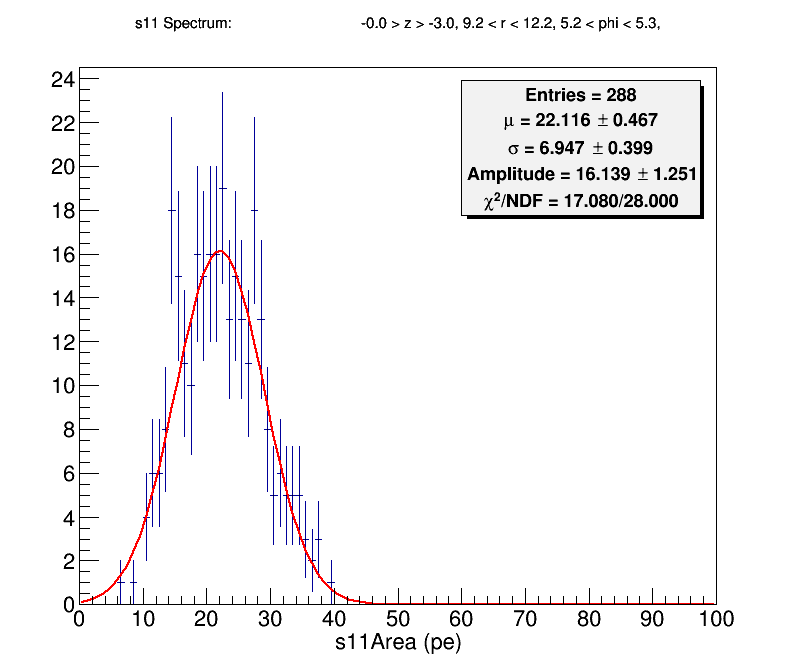 s11 Spectrum: -0.0 > z > -3.0, 9.2 < r < 12.2, 5.2 < phi < 5.3,
Entries = 288
μ = 22.116 ± 0.467
σ = 6.947 ± 0.399
Amplitude = 16.139 ± 1.251
χ²/NDF = 17.080/28.000
24
22
20
18
16
14
12
10
8
6
4
2
0
0 10 20 30 40 50 60 70 80 90 100
s11Area (pe)